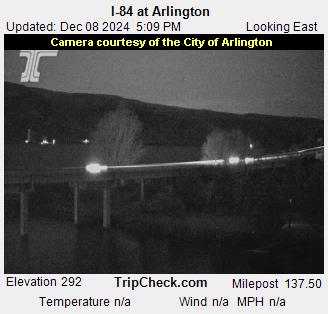 I-84 at Arlington
Updated: Dec 08 2024 5:09 PM Looking East
Camera courtesy of the City of Arlington
Elevation 292 TripCheck.com Milepost 137.50
Temperature n/a Wind n/a MPH n/a